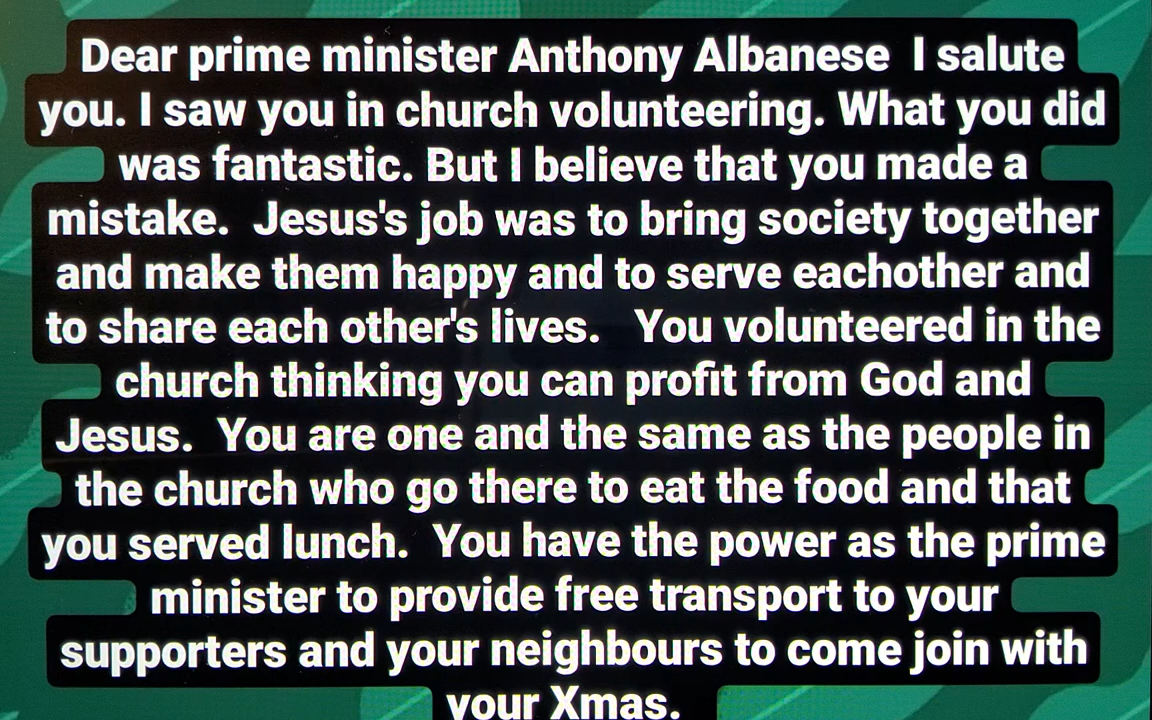 Dear prime minister Anthony Albanese  I salute
you. I saw you in church volunteering. What you did
was fantastic. But I believe that you made a
mistake.  Jesus's job was to bring society together
and make them happy and to serve eachother and
to share each other's lives.   You volunteered in the
church thinking you can profit from God and
Jesus.  You are one and the same as the people in
the church who go there to eat the food and that
you served lunch.  You have the power as the prime
minister to provide free transport to your
supporters and your neighbours to come join with
your Xmas.